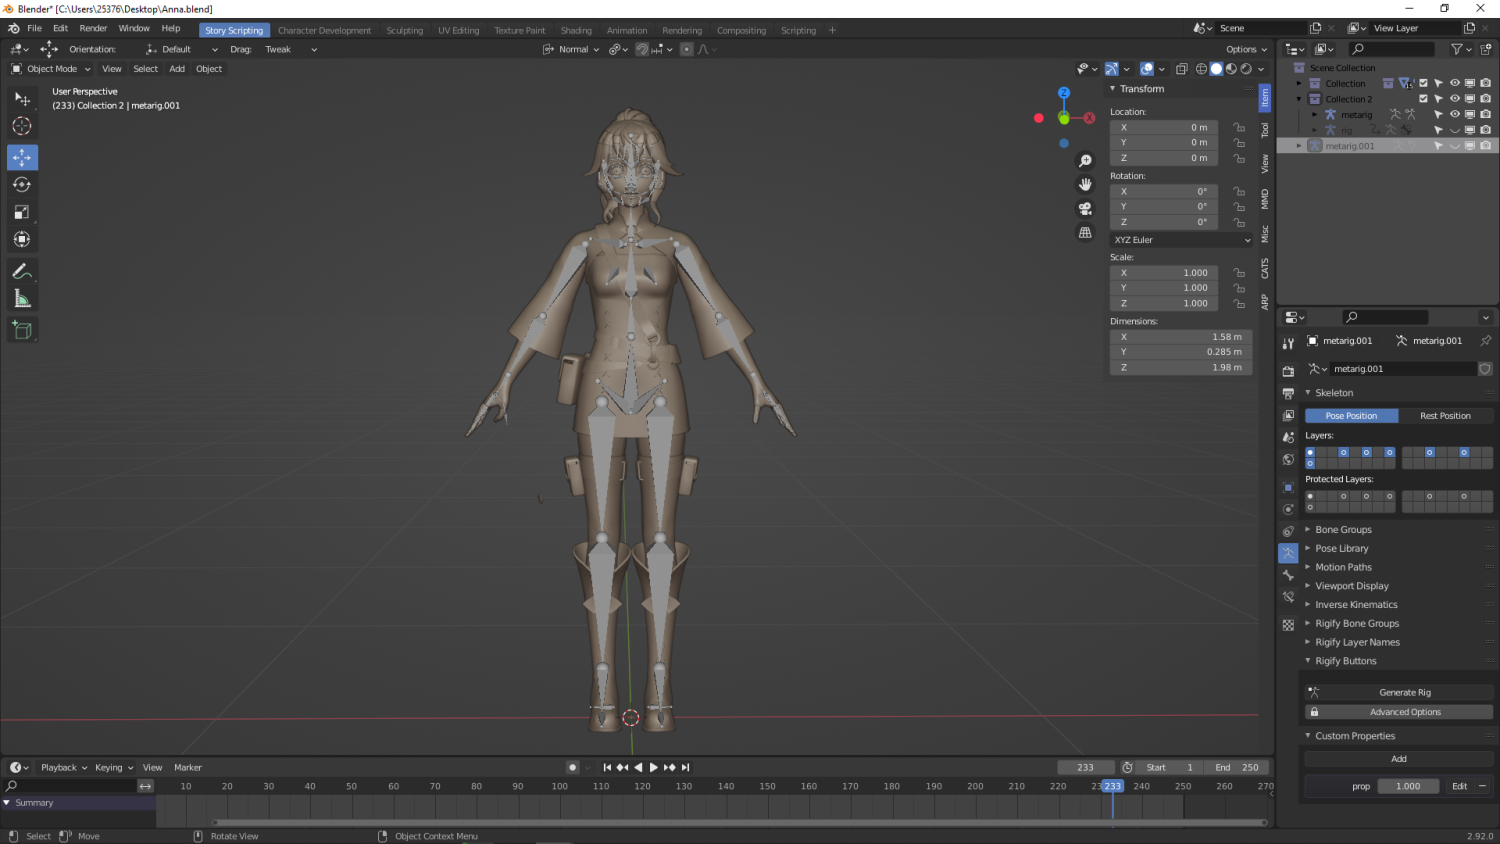 Blender* [C:\Users\25376\Desktop\Anna.blend]
File Edit Render Window Help
Story Scripting Character Development Sculpting UV Editing Texture Paint Shading Animation Rendering Compositing Scripting +
Scene View Layer
Orientation: Default Drag: Tweak Normal Options
Object Mode View Select Add Object
User Perspective
(233) Collection 2 | metarig.001
Z
X
Transform
Location:
X 0 m
Y 0 m
Z 0 m
Rotation:
X 0°
Y 0°
Z 0°
XYZ Euler
Scale:
X 1.000
Y 1.000
Z 1.000
Dimensions:
X 1.58 m
Y 0.285 m
Z 1.98 m
Item
Tool
View
MMD
Misc
CATS
ARP
Scene Collection
Collection 15
Collection 2
metarig
rig
metarig.001
metarig.001 metarig.001
metarig.001
Skeleton
Pose Position Rest Position
Layers:
Protected Layers:
Bone Groups
Pose Library
Motion Paths
Viewport Display
Inverse Kinematics
Rigify Bone Groups
Rigify Layer Names
Rigify Buttons
Generate Rig
Advanced Options
Custom Properties
Add
prop 1.000 Edit
Playback Keying View Marker
233 Start 1 End 250
10 20 30 40 50 60 70 80 90 100 110 120 130 140 150 160 170 180 190 200 210 220 233 240 250 260 270
Summary
Select Move Rotate View Object Context Menu
2.92.0